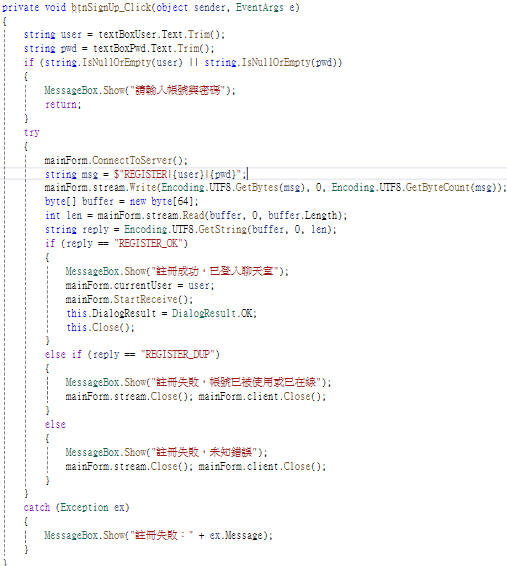 private void btnSignUp_Click(object sender, EventArgs e)
{
    string user = textBoxUser.Text.Trim();
    string pwd = textBoxPwd.Text.Trim();
    if (string.IsNullOrEmpty(user) || string.IsNullOrEmpty(pwd))
    {
        MessageBox.Show("請輸入帳號與密碼");
        return;
    }
    try
    {
        mainForm.ConnectToServer();
        string msg = $"REGISTER|{user}|{pwd}";
        mainForm.stream.Write(Encoding.UTF8.GetBytes(msg), 0, Encoding.UTF8.GetByteCount(msg));
        byte[] buffer = new byte[64];
        int len = mainForm.stream.Read(buffer, 0, buffer.Length);
        string reply = Encoding.UTF8.GetString(buffer, 0, len);
        if (reply == "REGISTER_OK")
        {
            MessageBox.Show("註冊成功，已登入聊天室");
            mainForm.currentUser = user;
            mainForm.StartReceive();
            this.DialogResult = DialogResult.OK;
            this.Close();
        }
        else if (reply == "REGISTER_DUP")
        {
            MessageBox.Show("註冊失敗，帳號已被使用或已在線");
            mainForm.stream.Close(); mainForm.client.Close();
        }
        else
        {
            MessageBox.Show("註冊失敗，未知錯誤");
            mainForm.stream.Close(); mainForm.client.Close();
        }
    }
    catch (Exception ex)
    {
        MessageBox.Show("註冊失敗：" + ex.Message);
    }
}